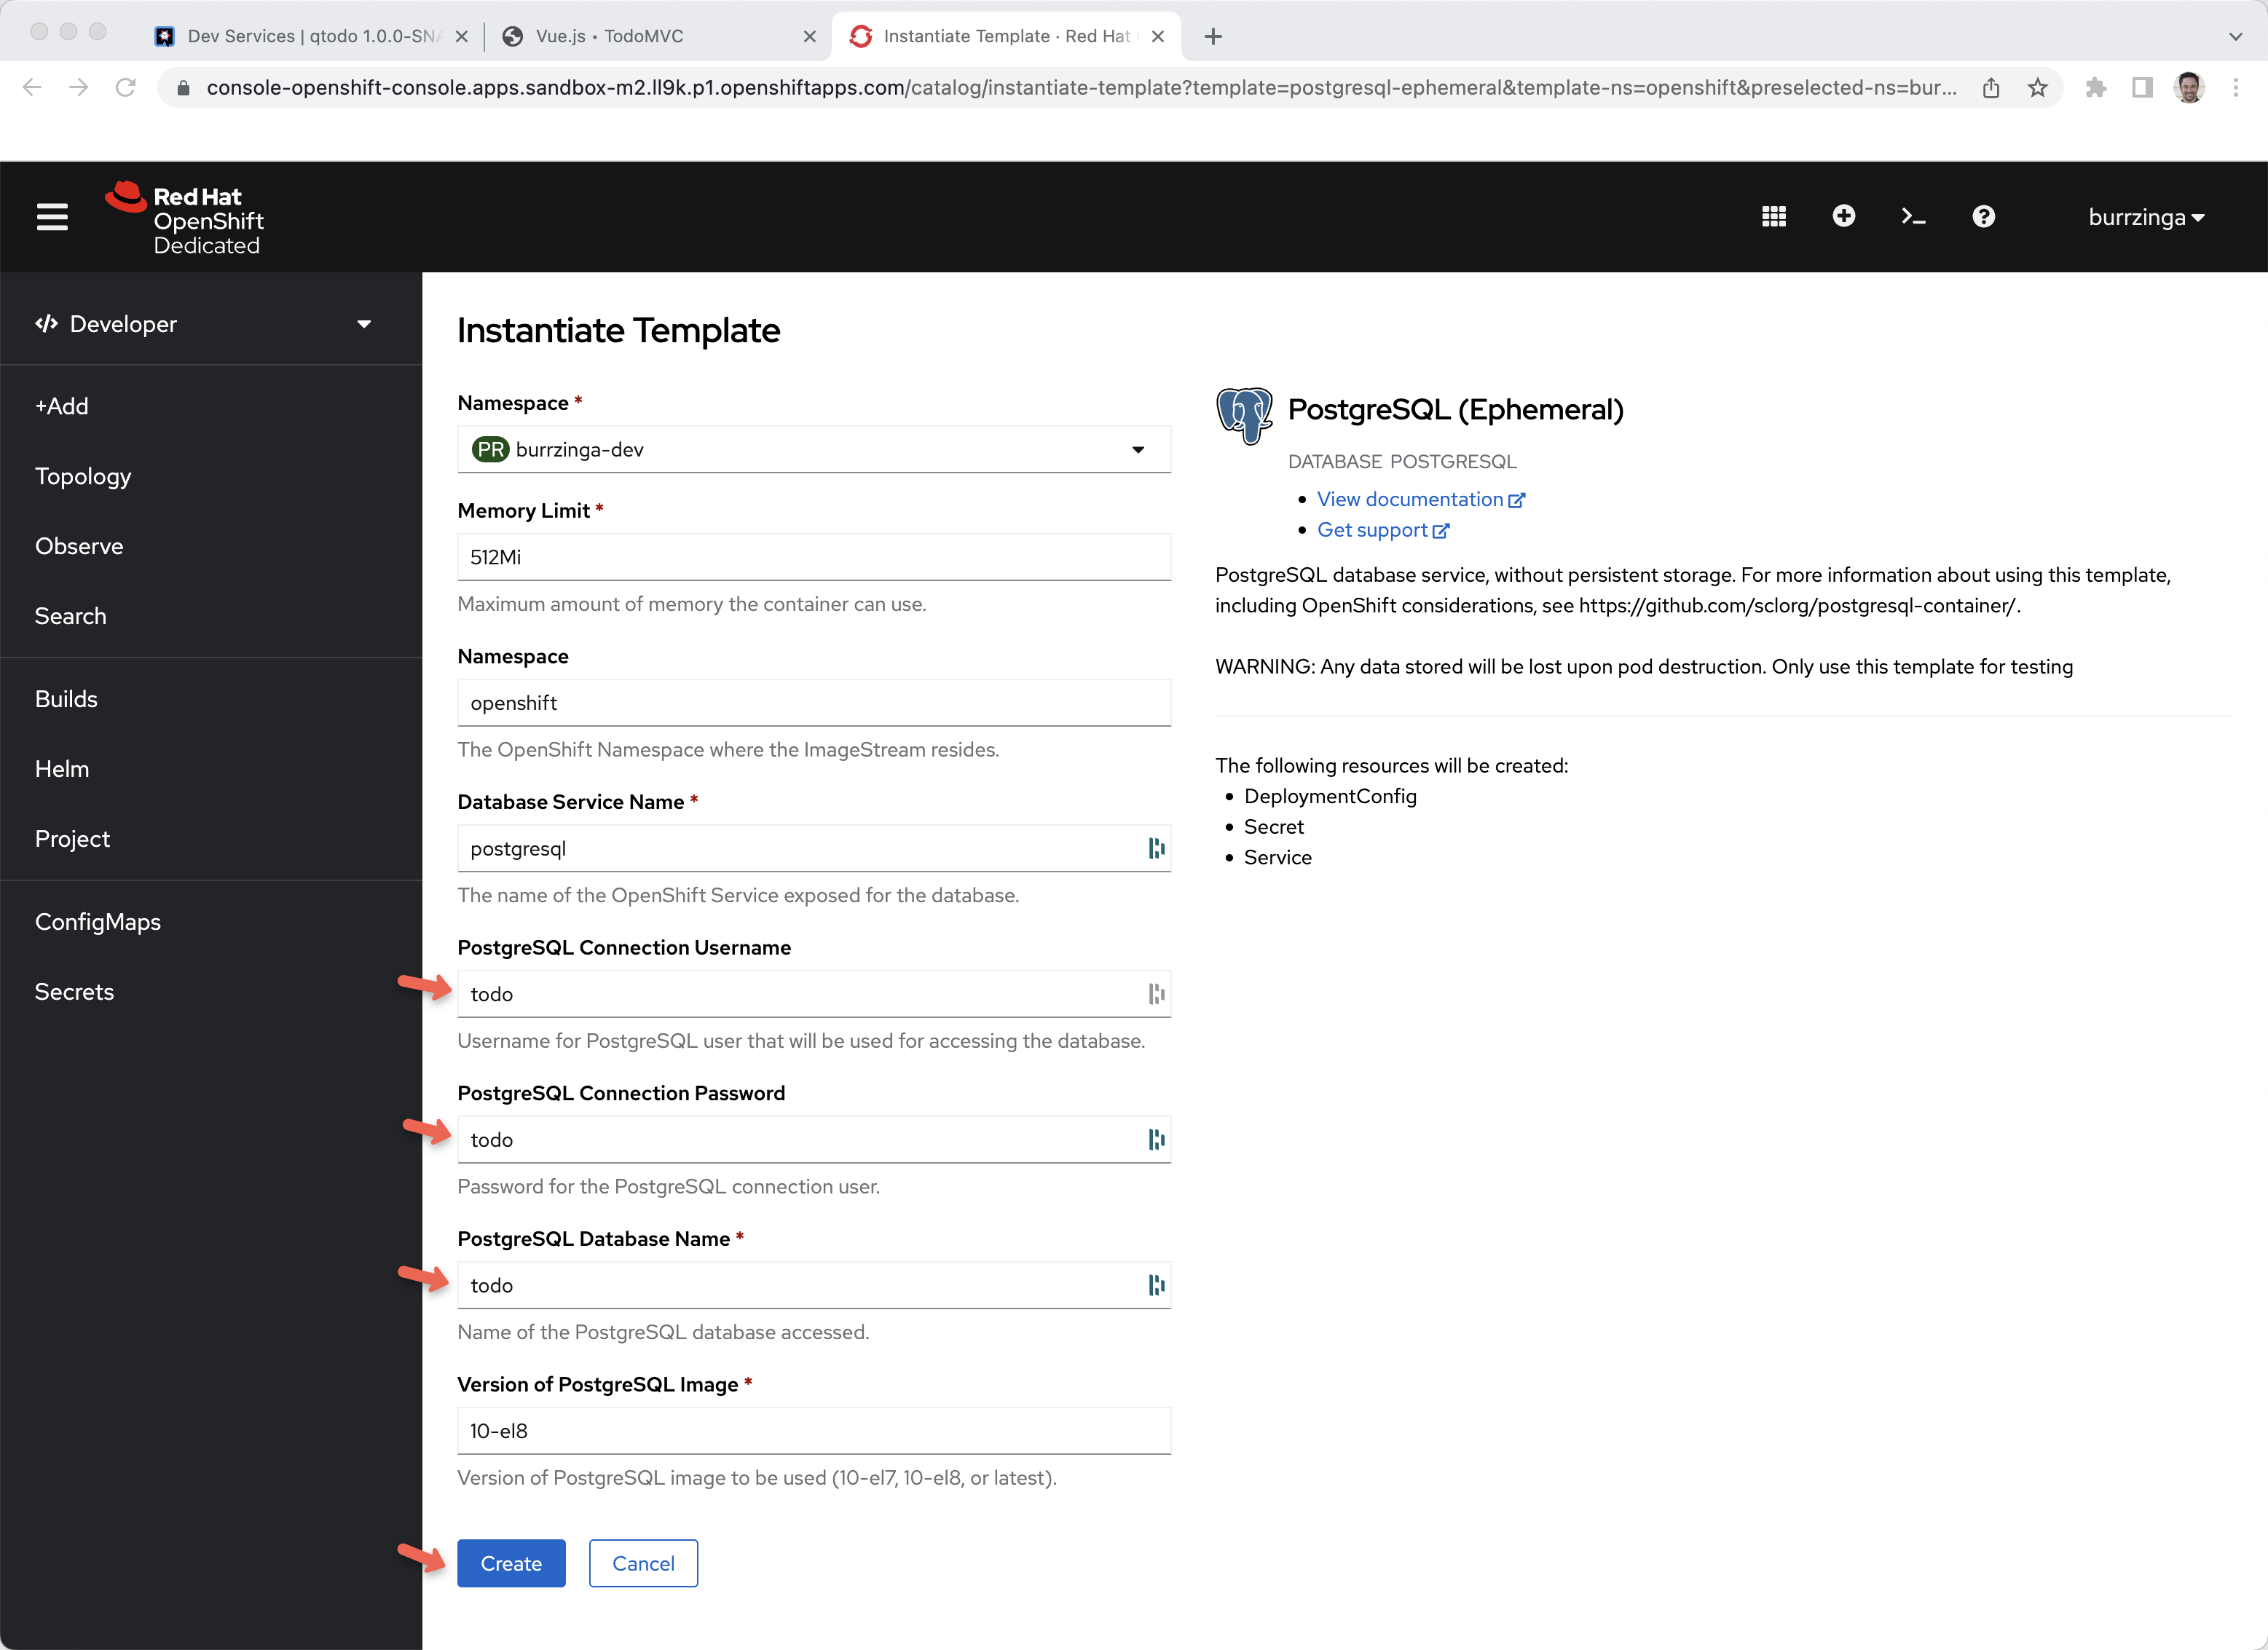 Dev Services | qtodo 1.0.0-SNA
Vue.js • TodoMVC
Instantiate Template · Red Hat
console-openshift-console.apps.sandbox-m2.ll9k.p1.openshiftapps.com/catalog/instantiate-template?template=postgresql-ephemeral&template-ns=openshift&preselected-ns=bur...
Red Hat
OpenShift
Dedicated
burrzinga
Developer
+Add
Topology
Observe
Search
Builds
Helm
Project
ConfigMaps
Secrets
Instantiate Template
Namespace *
PR burrzinga-dev
Memory Limit *
512Mi
Maximum amount of memory the container can use.
Namespace
openshift
The OpenShift Namespace where the ImageStream resides.
Database Service Name *
postgresql
The name of the OpenShift Service exposed for the database.
PostgreSQL Connection Username
todo
Username for PostgreSQL user that will be used for accessing the database.
PostgreSQL Connection Password
todo
Password for the PostgreSQL connection user.
PostgreSQL Database Name *
todo
Name of the PostgreSQL database accessed.
Version of PostgreSQL Image *
10-el8
Version of PostgreSQL image to be used (10-el7, 10-el8, or latest).
Create
Cancel
PostgreSQL (Ephemeral)
DATABASE POSTGRESQL
• View documentation
• Get support
PostgreSQL database service, without persistent storage. For more information about using this template,
including OpenShift considerations, see https://github.com/sclorg/postgresql-container/.
WARNING: Any data stored will be lost upon pod destruction. Only use this template for testing
The following resources will be created:
• DeploymentConfig
• Secret
• Service